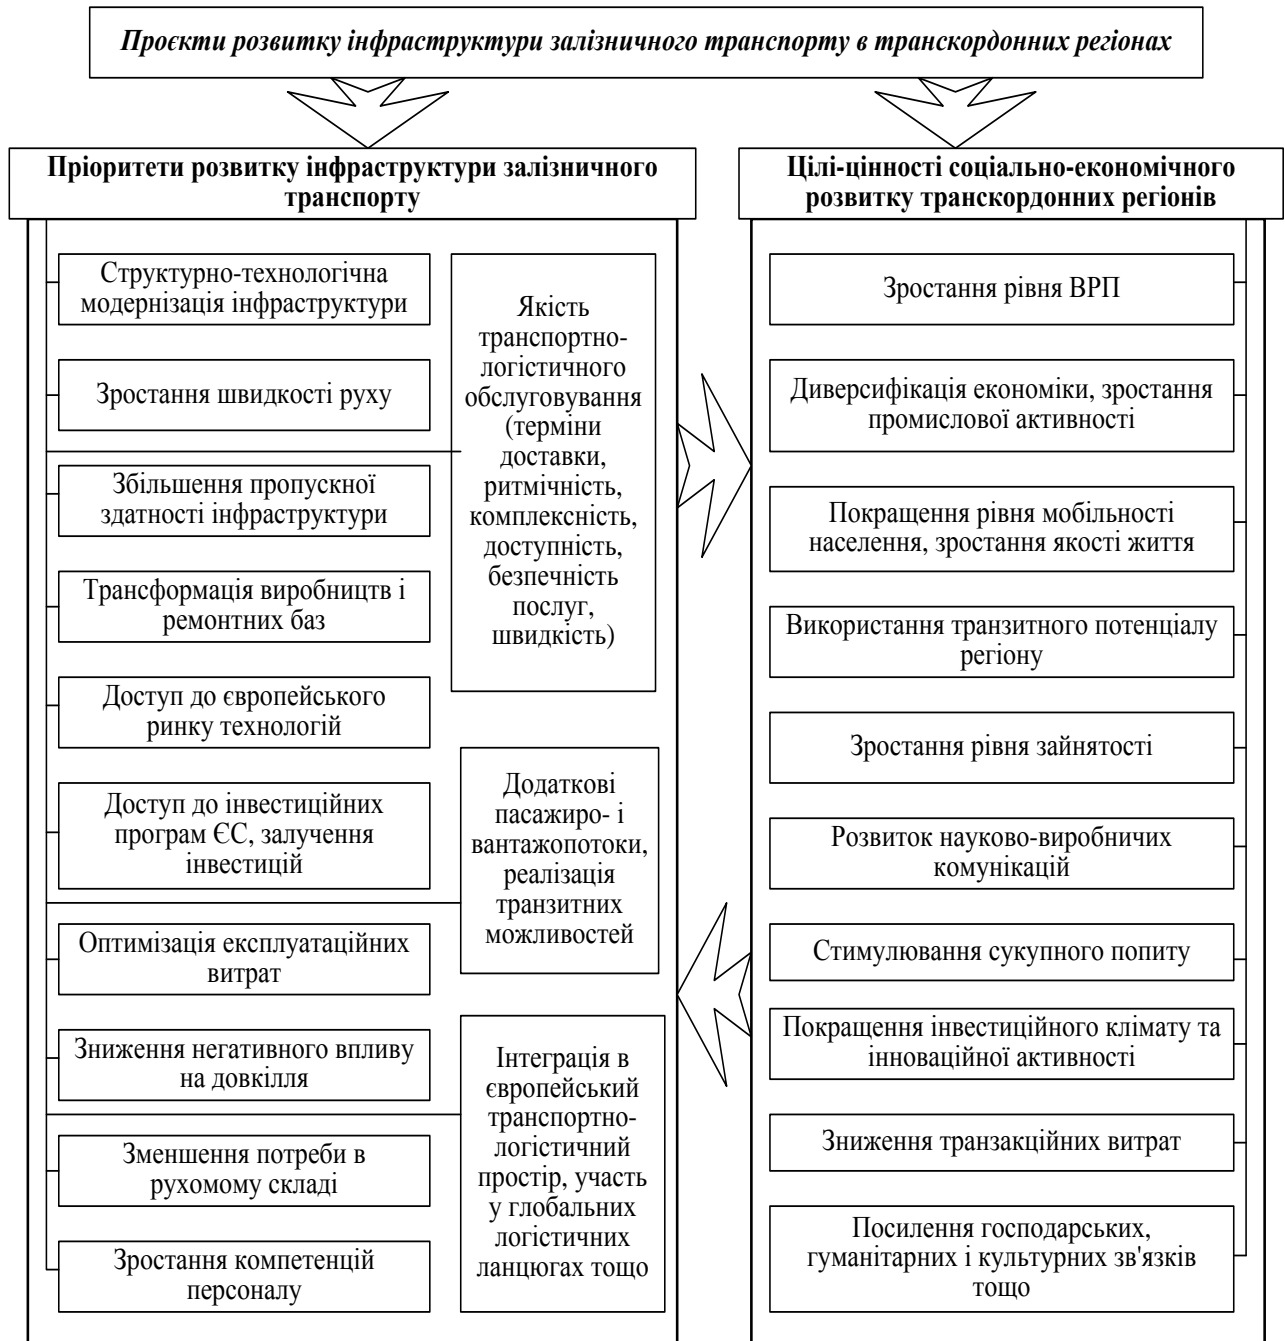 Проєкти розвитку інфраструктури залізничного транспорту в транскордонних регіонах
Пріоритети розвитку інфраструктури залізничного
транспорту
Структурно-технологічна
модернізація інфраструктури
Зростання швидкості руху
Збільшення пропускної
здатності інфраструктури
Трансформація виробництв і
ремонтних баз
Доступ до європейського
ринку технологій
Доступ до інвестиційних
програм ЄС, залучення
інвестицій
Оптимізація експлуатаційних
витрат
Зниження негативного впливу
на довкілля
Зменшення потреби в
рухомому складі
Зростання компетенцій
персоналу
Якість
транспортно-
логістичного
обслуговування
(терміни
доставки,
ритмічність,
комплексність,
доступність,
безпечність
послуг,
швидкість)
Додаткові
пасажиро- і
вантажопотоки,
реалізація
транзитних
можливостей
Інтеграція в
європейський
транспортно-
логістичний
простір, участь
у глобальних
логістичних
ланцюгах тощо
Цілі-цінності соціально-економічного
розвитку транскордонних регіонів
Зростання рівня ВРП
Диверсифікація економіки, зростання
промислової активності
Покращення рівня мобільності
населення, зростання якості життя
Використання транзитного потенціалу
регіону
Зростання рівня зайнятості
Розвиток науково-виробничих
комунікацій
Стимулювання сукупного попиту
Покращення інвестиційного клімату та
інноваційної активності
Зниження транзакційних витрат
Посилення господарських,
гуманітарних і культурних зв'язків
тощо